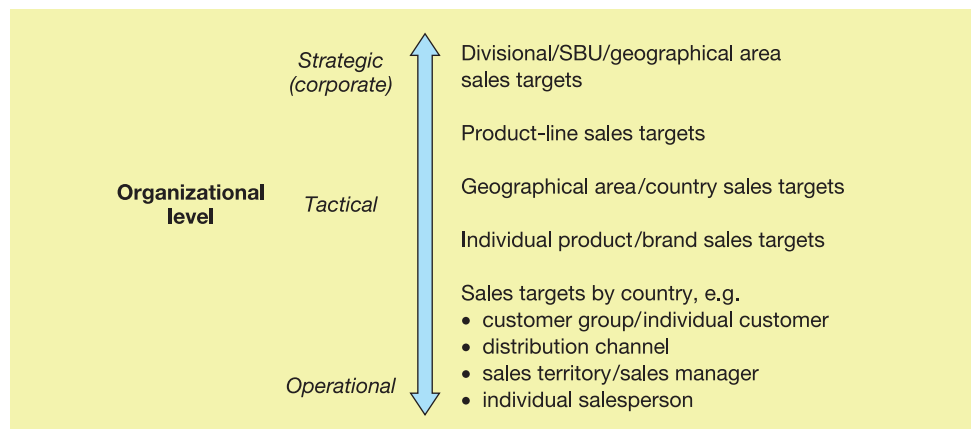 Strategic
(corporate)
Divisional/SBU/geographical area
sales targets
Product-line sales targets
Organizational
level
Tactical
Geographical area/country sales targets
Individual product/brand sales targets
Sales targets by country, e.g.
• customer group/individual customer
• distribution channel
• sales territory/sales manager
Operational
• individual salesperson